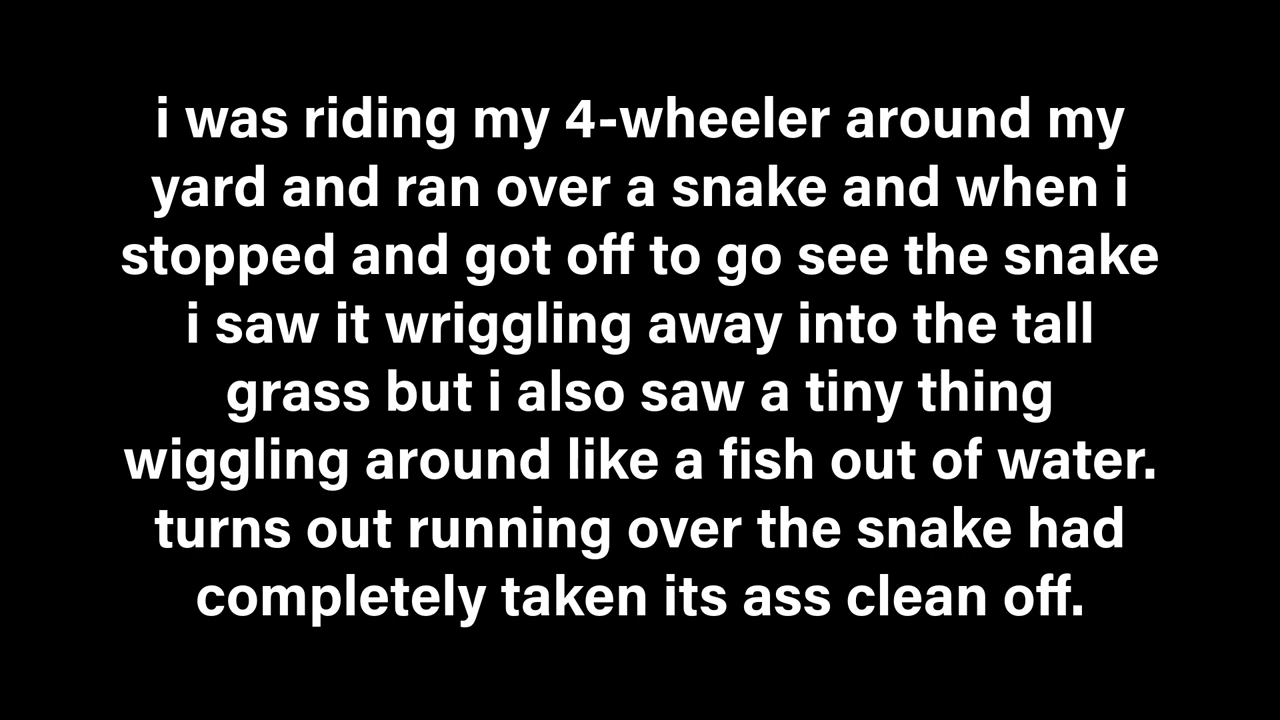 i was riding my 4-wheeler around my
yard and ran over a snake and when i
stopped and got off to go see the snake
i saw it wriggling away into the tall
grass but i also saw a tiny thing
wiggling around like a fish out of water.
turns out running over the snake had
completely taken its ass clean off.